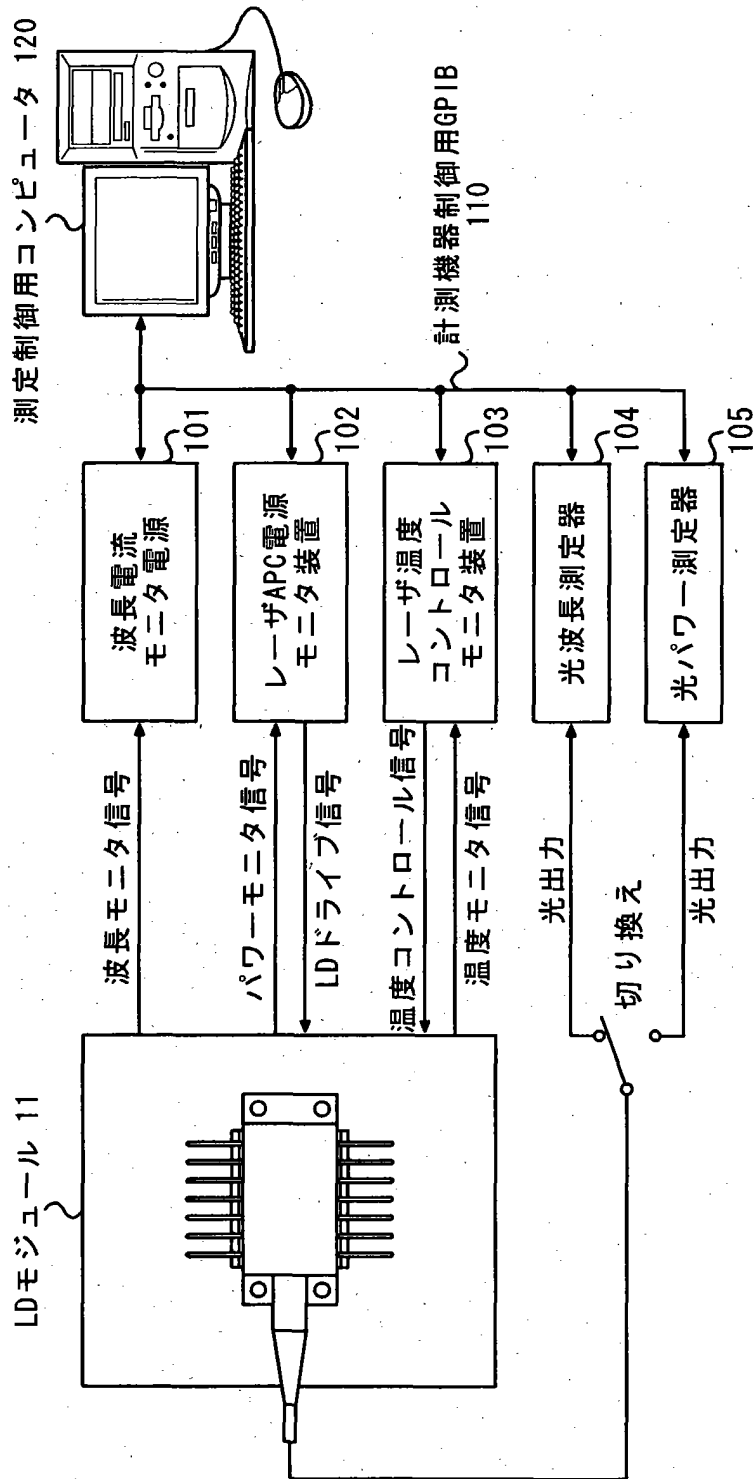 LDモジュール 11
測定制御用コンピュータ 120
波長モニタ信号
波長電流
モニタ電源
101
パワーモニタ信号
LDドライブ信号
レーザAPC電源
モニタ装置
102
温度コントロール信号
温度モニタ信号
レーザ温度
コントロール
モニタ装置
103
計測機器制御用GPIB
110
光出力
光波長測定器
104
切り換え
光出力
光パワー測定器
105